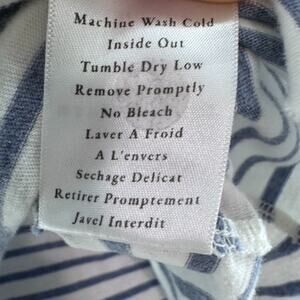 Machine Wash Cold
Inside Out
Tumble Dry Low
Remove Promptly
No Bleach
Laver A Froid
A L'envers
Sechage Delicat
Retirer Promptement
Javel Interdit